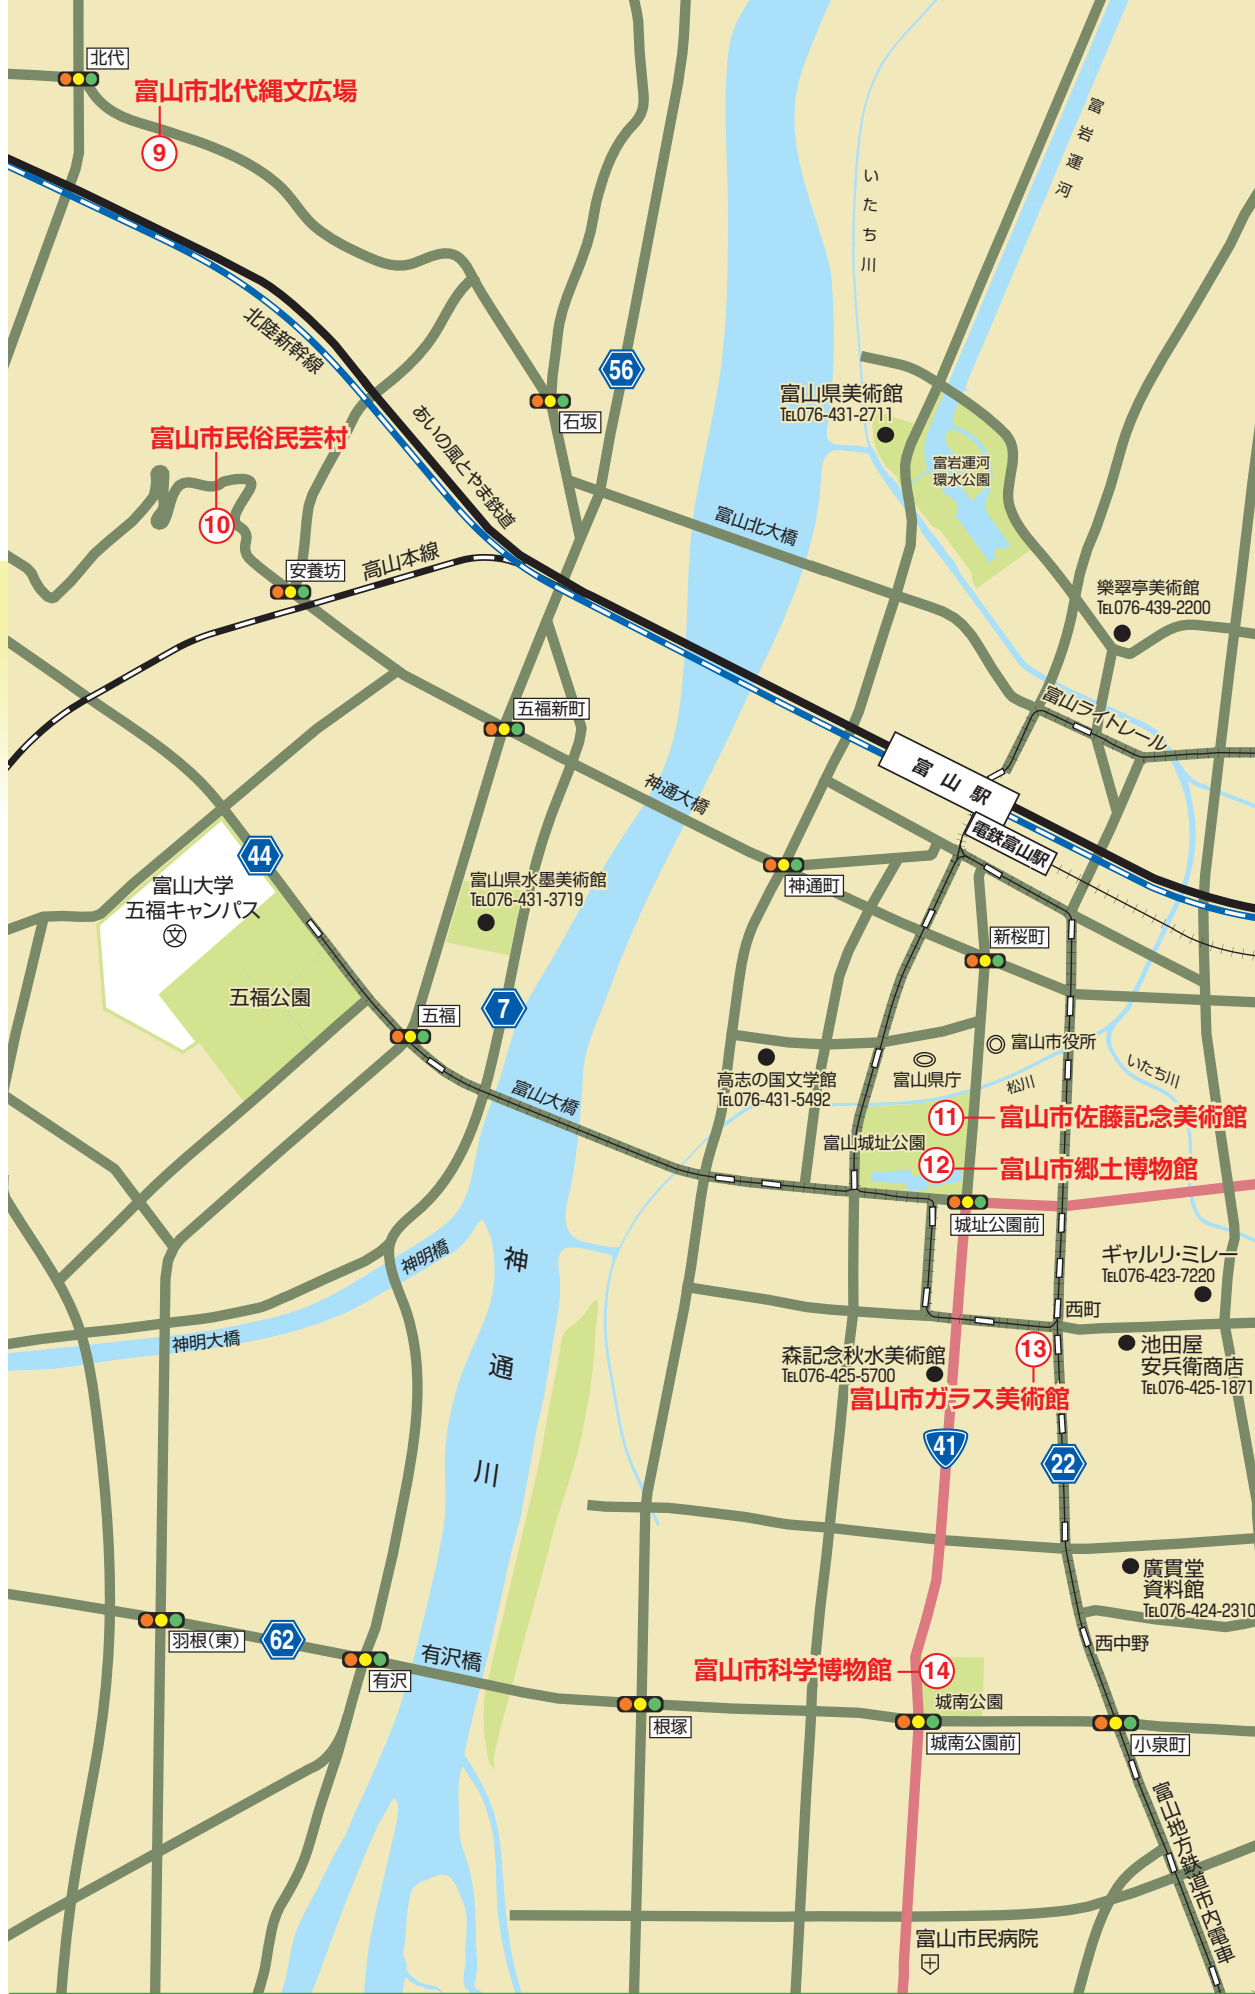 北代
富山市北代縄文広場
9
富岩運河
いたち川
北陸新幹線
56
富山県美術館
TEL076-431-2711
石坂
あいの風とやま鉄道
富山市民俗民芸村
10
富岩運河
環水公園
富山北大橋
高山本線
安養坊
樂翠亭美術館
TEL076-439-2200
富山ライトレール
五福新町
富山駅
神通大橋
電鉄富山駅
44
富山大学
五福キャンパス
文
富山県水墨美術館
TEL076-431-3719
神通町
新桜町
五福公園
7
五福
富山市役所
高志の国文学館
TEL076-431-5492
富山県庁
松川
いたち川
富山大橋
11
富山市佐藤記念美術館
富山城址公園
12
富山市郷土博物館
城址公園前
神明橋
神通川
ギャルリ・ミレー
TEL076-423-7220
西町
神明大橋
13
森記念秋水美術館
TEL076-425-5700
池田屋
安兵衛商店
TEL076-425-1871
富山市ガラス美術館
41
22
廣貫堂
資料館
TEL076-424-2310
羽根(東)
62
有沢橋
西中野
有沢
富山市科学博物館
14
城南公園
根塚
城南公園前
小泉町
富山地方鉄道市内電車
富山市民病院